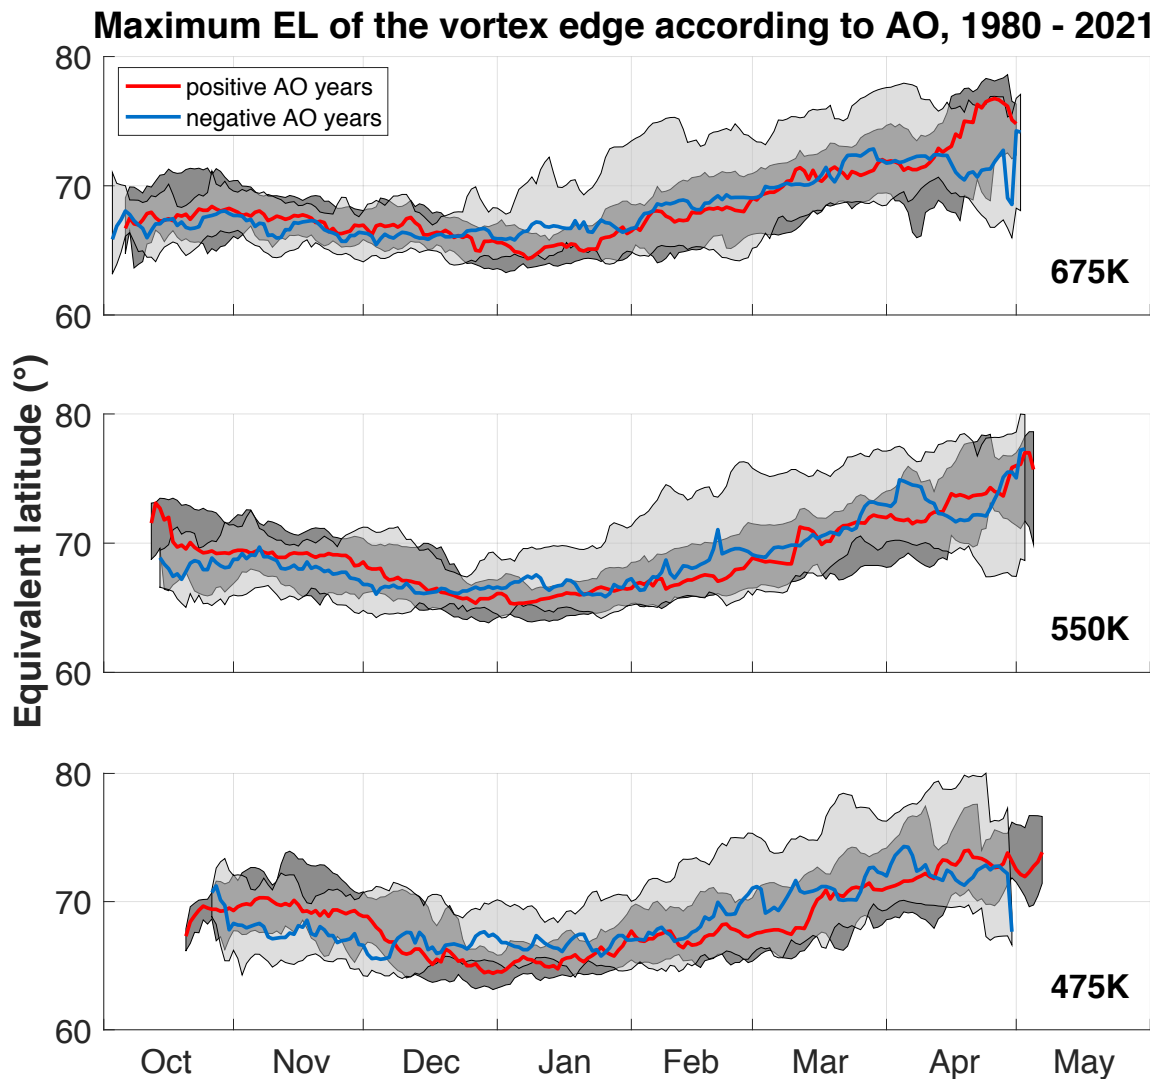 Maximum EL of the vortex edge according to AO, 1980 - 2021
positive AO years
negative AO years
80
70
60
675K
Equivalent latitude (°)
80
70
60
550K
80
70
60
475K
Oct Nov Dec Jan Feb Mar Apr May